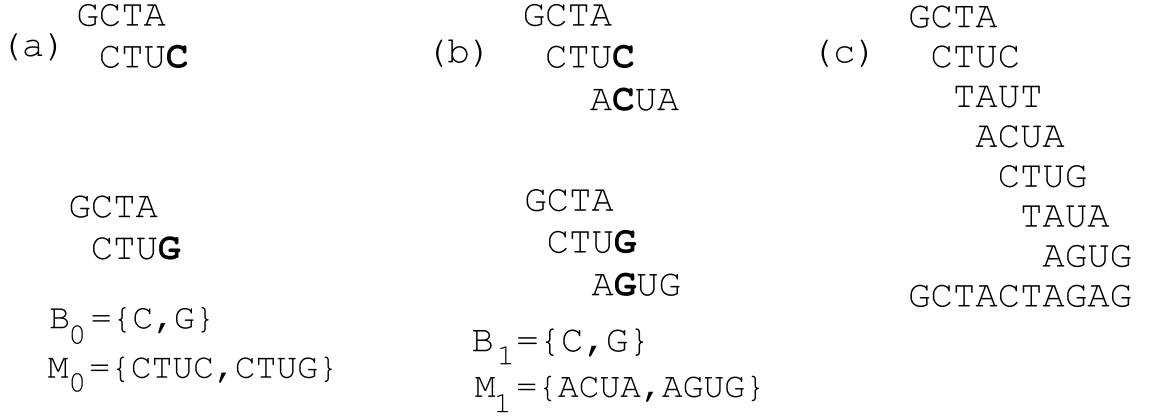 (a)
GCTA
CTUC
GCTA
CTUG
B0={C,G}
M0={CTUC,CTUG}
(b)
GCTA
CTUC
ACUA
GCTA
CTUG
AGUG
B1={C,G}
M1={ACUA,AGUG}
(c)
GCTA
CTUC
TAUT
ACUA
CTUG
TAUA
AGUG
GCTACTAGAG